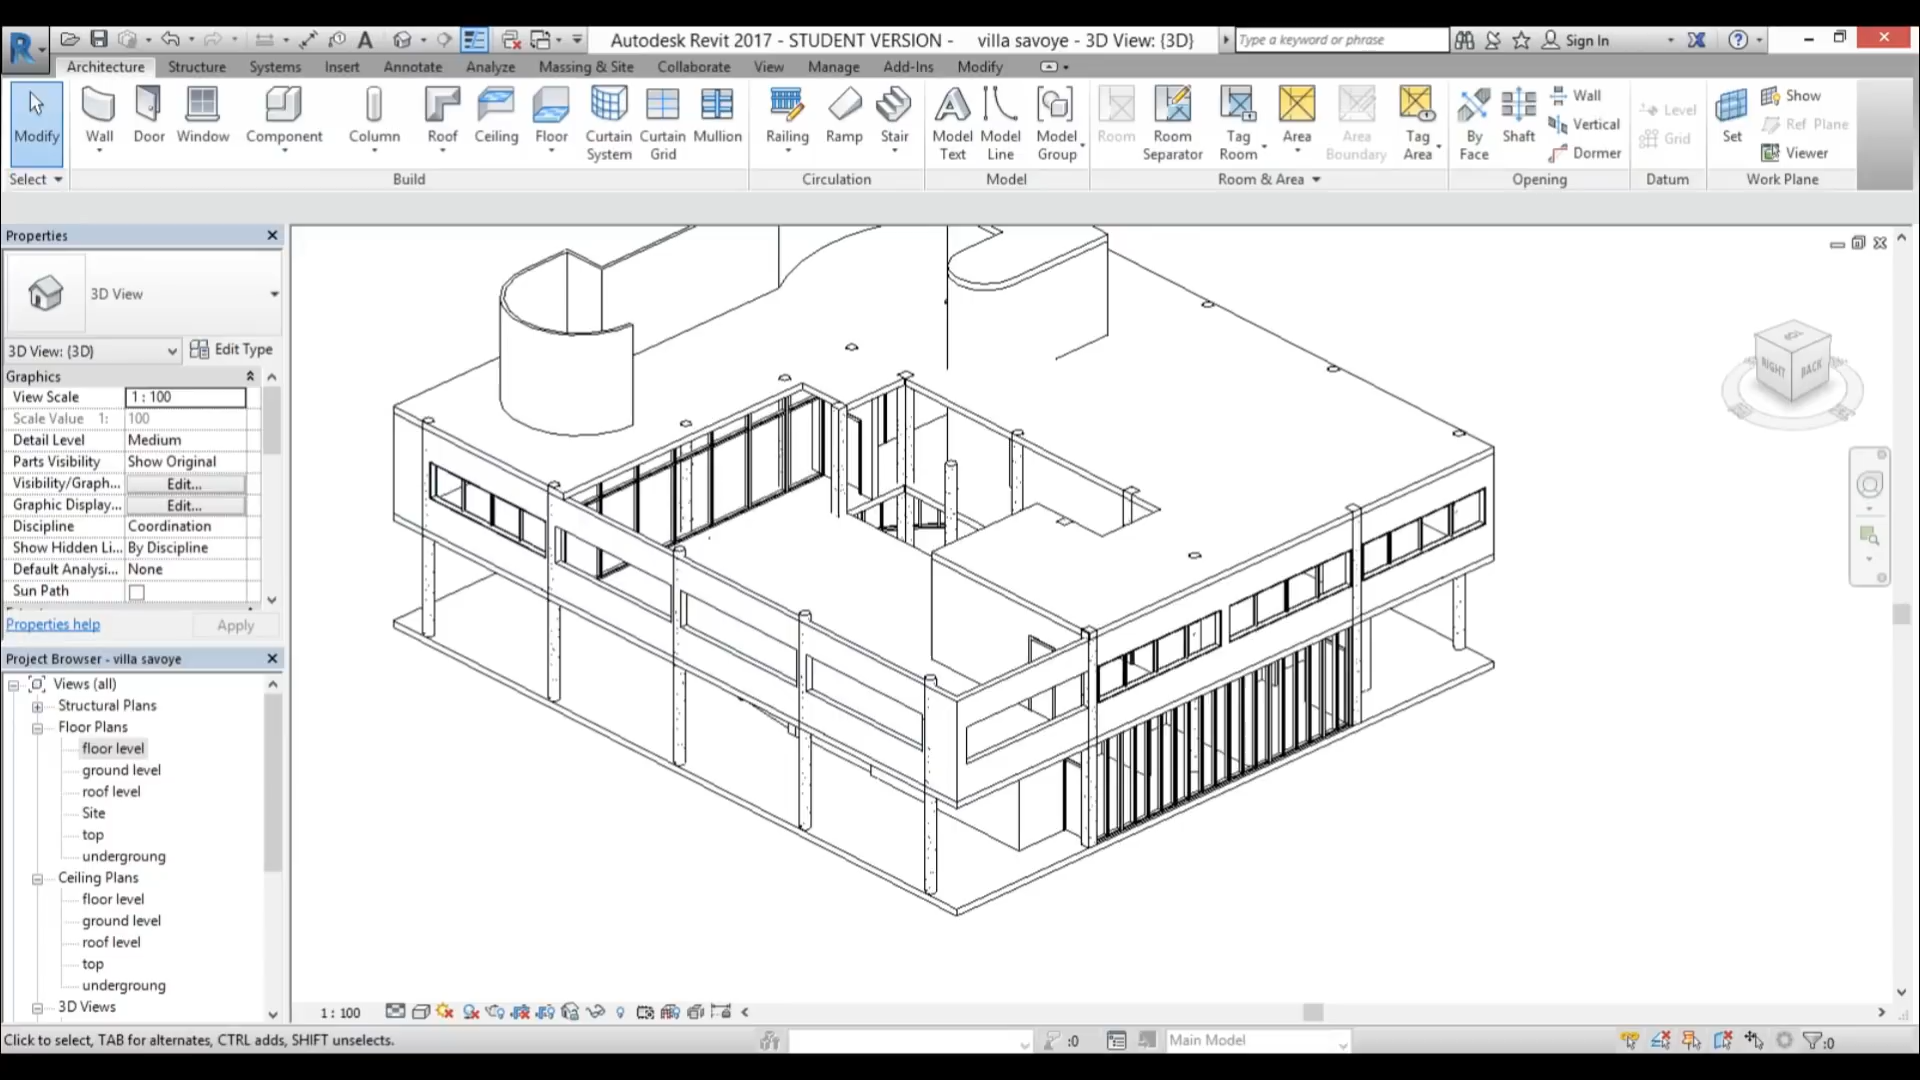 Autodesk Revit 2017 - STUDENT VERSION - villa savoye - 3D View: {3D}
Type a keyword or phrase
Sign In
Architecture Structure Systems Insert Annotate Analyze Massing & Site Collaborate View Manage Add-Ins Modify
Modify
Wall
Door
Window
Component
Column
Roof
Ceiling
Floor
Curtain System
Curtain Grid
Mullion
Railing
Ramp
Stair
Model Text
Model Line
Model Group
Room
Room Separator
Tag Room
Area
Area Boundary
Tag Area
By Face
Shaft
Wall
Vertical
Dormer
Level
Grid
Set
Show
Ref Plane
Viewer
Select Build Circulation Model Room & Area Opening Datum Work Plane
Properties
3D View
3D View: {3D} Edit Type
Graphics
View Scale 1 : 100
Scale Value 1: 100
Detail Level Medium
Parts Visibility Show Original
Visibility/Graph... Edit...
Graphic Display... Edit...
Discipline Coordination
Show Hidden Li... By Discipline
Default Analysi... None
Sun Path
Properties help Apply
Project Browser - villa savoye
Views (all)
Structural Plans
Floor Plans
floor level
ground level
roof level
Site
top
undergroung
Ceiling Plans
floor level
ground level
roof level
top
undergroung
3D Views
RIGHT BACK
1 : 100
Click to select, TAB for alternates, CTRL adds, SHIFT unselects.
:0
Main Model
:0